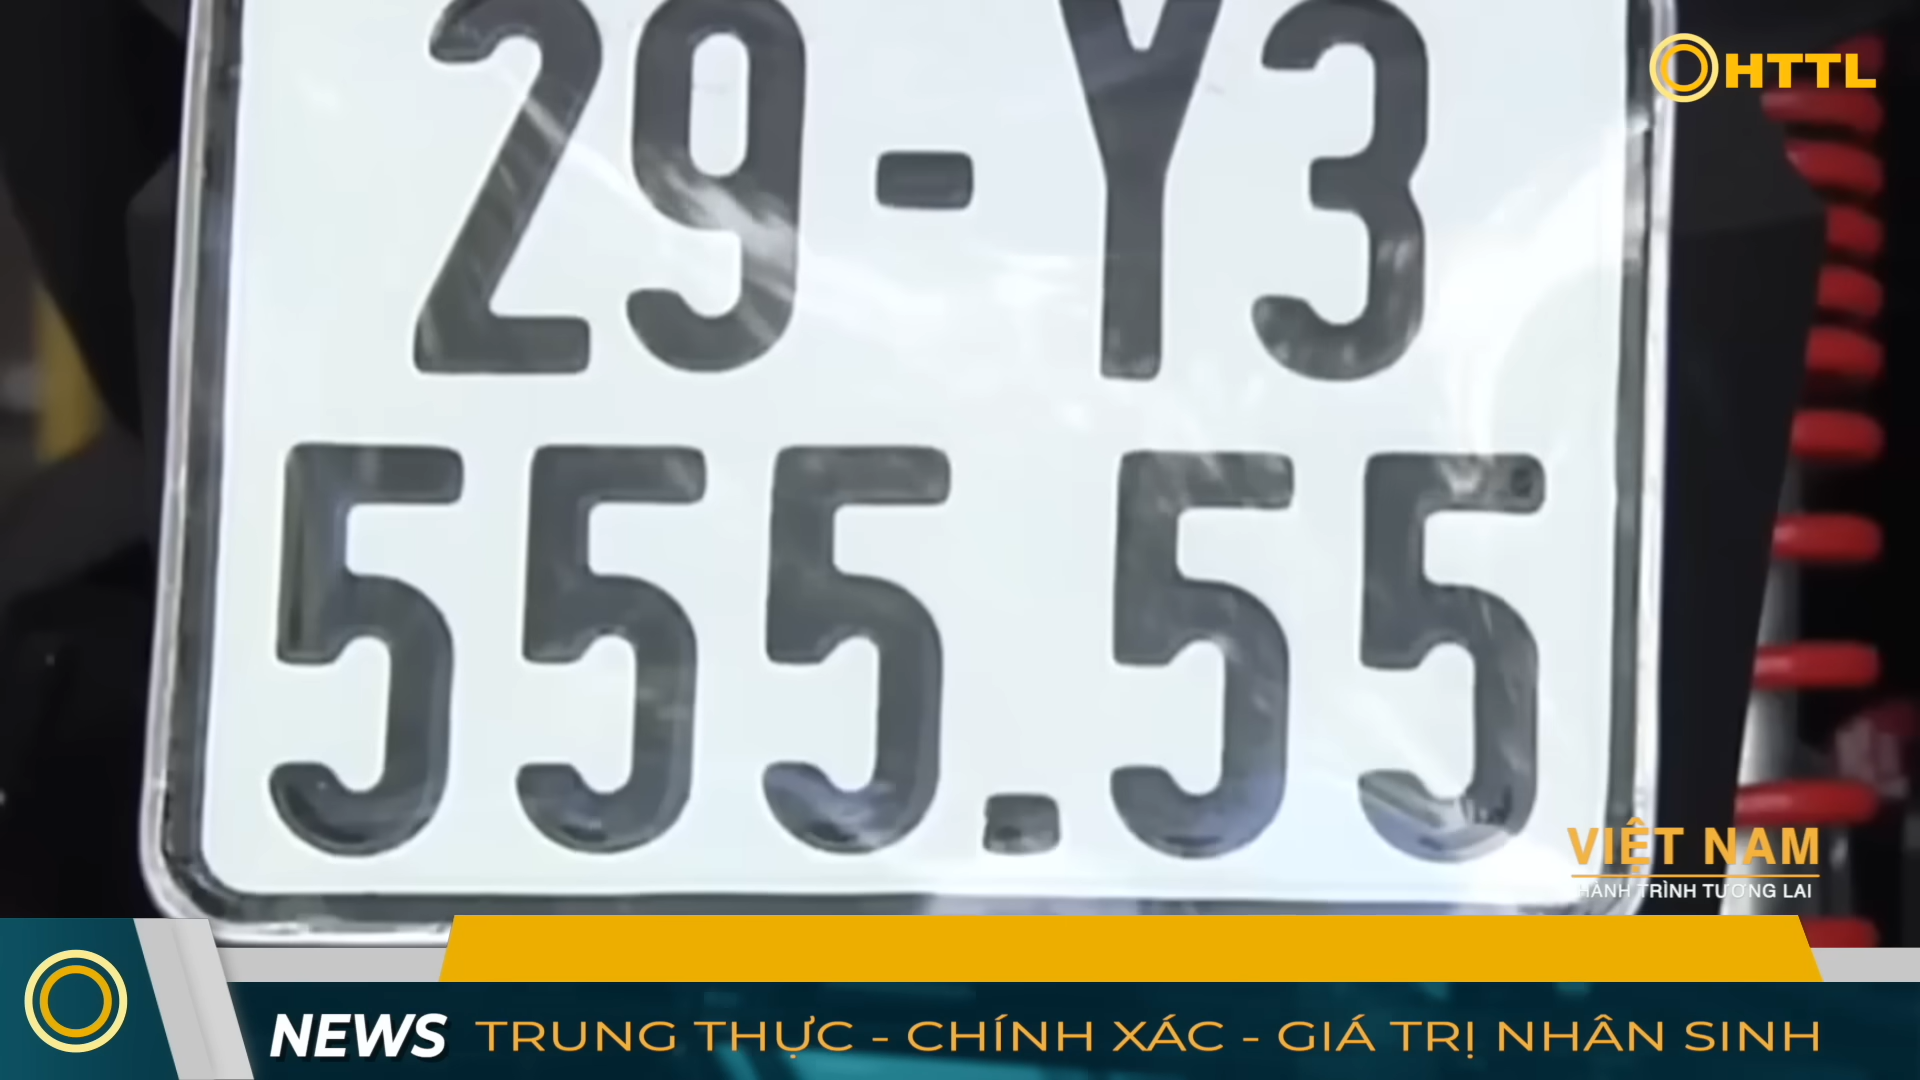 HTTL
29-Y3
555.55
VIỆT NAM
HÀNH TRÌNH TƯƠNG LAI
NEWS TRUNG THỰC - CHÍNH XÁC - GIÁ TRỊ NHÂN SINH